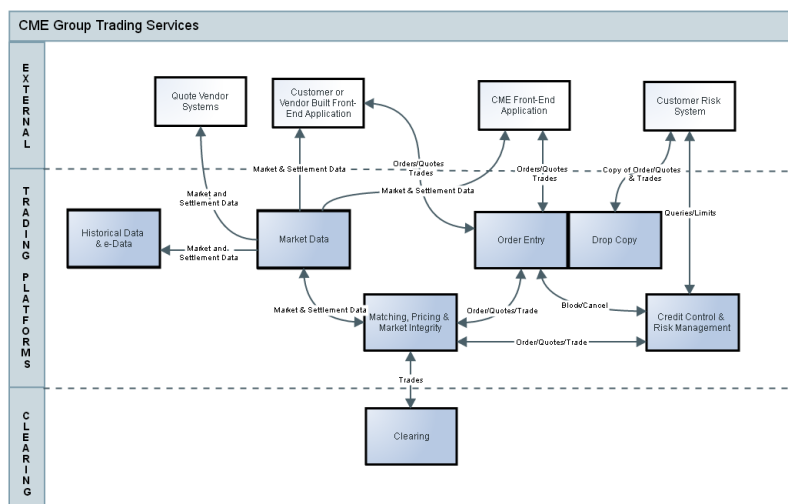 CME Group Trading Services
EXTERNAL
Quote Vendor
Systems
Customer or
Vendor Built Front-
End Application
CME Front-End
Application
Customer Risk
System
Orders/Quotes
Trades
Orders/Quotes
Trades
Copy of Order/Quotes
& Trades
Market & Settlement Data
Market & Settlement Data
Market and
Settlement Data
Queries/Limits
TRADING PLATFORMS
Historical Data
& e-Data
Market and
Settlement Data
Market Data
Order Entry
Drop Copy
Market & Settlement Data
Matching, Pricing &
Market Integrity
Order/Quotes/Trade
Block/Cancel
Credit Control &
Risk Management
Order/Quotes/Trade
Trades
CLEARING
Clearing